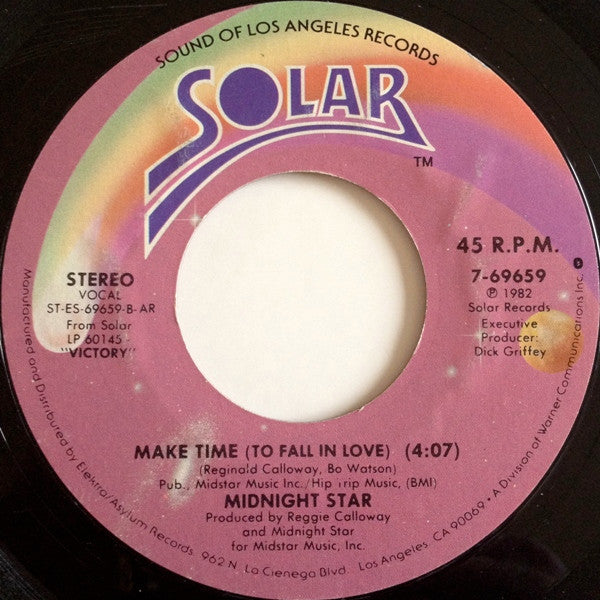 SOUND OF LOS ANGELES RECORDS
SOLAR
TM
STEREO
VOCAL
ST-ES-69659-B-AR
From Solar
LP 60145 -
"VICTORY"
45 R.P.M.
7-69659
℗ 1982
Solar Records
Executive
Producer:
Dick Griffey
MAKE TIME (TO FALL IN LOVE) (4:07)
(Reginald Calloway, Bo Watson)
Pub., Midstar Music Inc./Hip Trip Music, (BMI)
MIDNIGHT STAR
Produced by Reggie Calloway
and Midnight Star
for Midstar Music, Inc.
Manufactured and Distributed by Elektra/Asylum Records. 962 N. La Cienega Blvd. Los Angeles, CA 90069 • A Division of Warner Communications Inc.